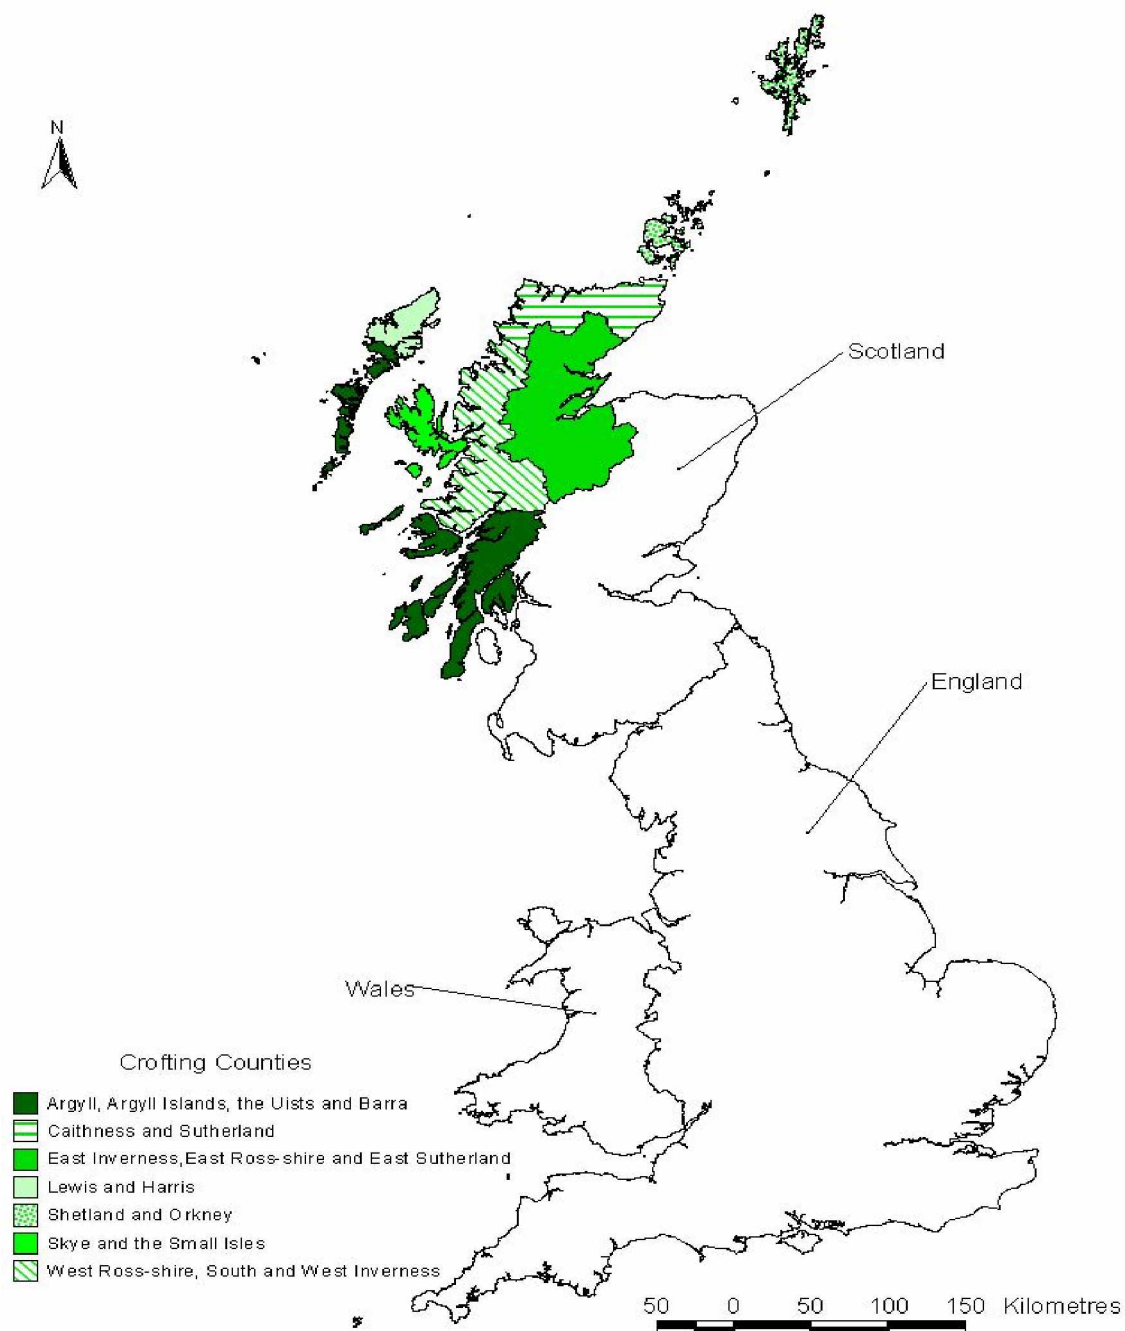 N
Scotland
England
Wales
Crofting Counties
Argyll, Argyll Islands, the Uists and Barra
Caithness and Sutherland
East Inverness,East Ross-shire and East Sutherland
Lewis and Harris
Shetland and Orkney
Skye and the Small Isles
West Ross-shire, South and West Inverness
50 0 50 100 150 Kilometres